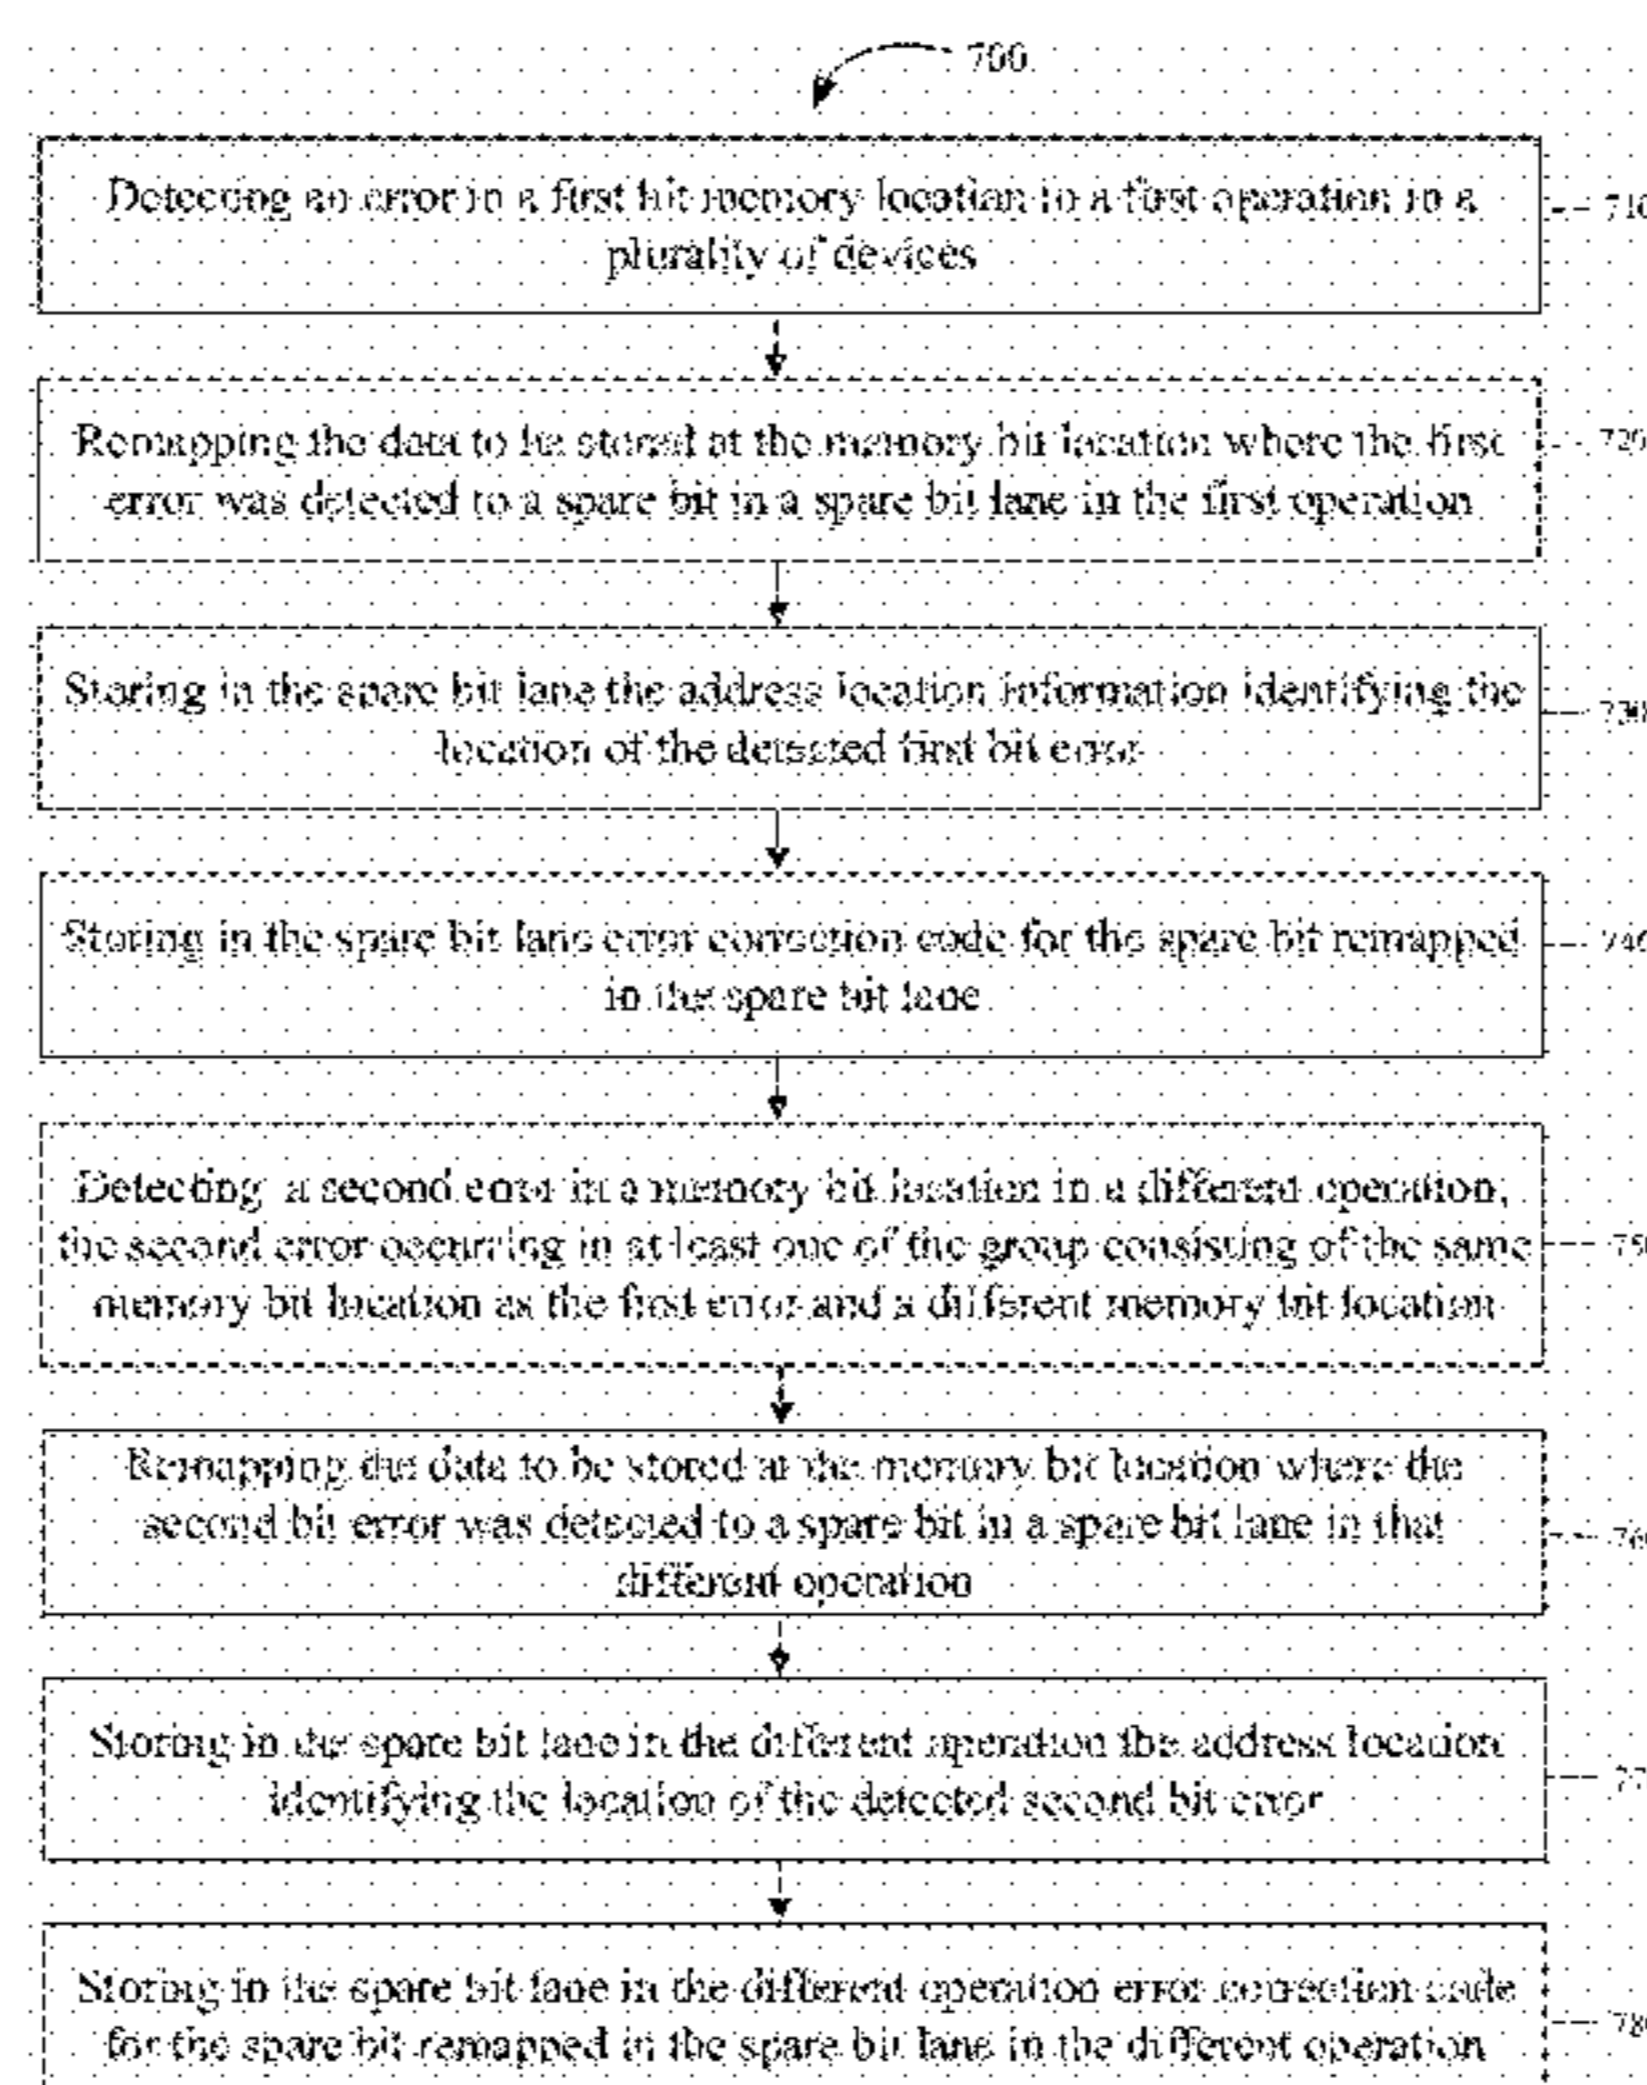 700
Detecting an error in a first bit memory location in a first operation in a
plurality of devices
710
Remapping the data to be stored at the memory bit location where the first
error was detected to a spare bit in a spare bit lane in the first operation
720
Storing in the spare bit lane the address location information identifying the
location of the detected first bit error
730
Storing in the spare bit lane error correction code for the spare bit remapped
in the spare bit lane
740
Detecting a second error in a memory bit location in a different operation,
the second error occurring in at least one of the group consisting of the same
memory bit location as the first error and a different memory bit location
750
Remapping the data to be stored at the memory bit location where the
second bit error was detected to a spare bit in a spare bit lane in that
different operation
760
Storing in the spare bit lane in the different operation the address location
identifying the location of the detected second bit error
77
Storing in the spare bit lane in the different operation error correction code
for the spare bit remapped in the spare bit lane in the different operation
78